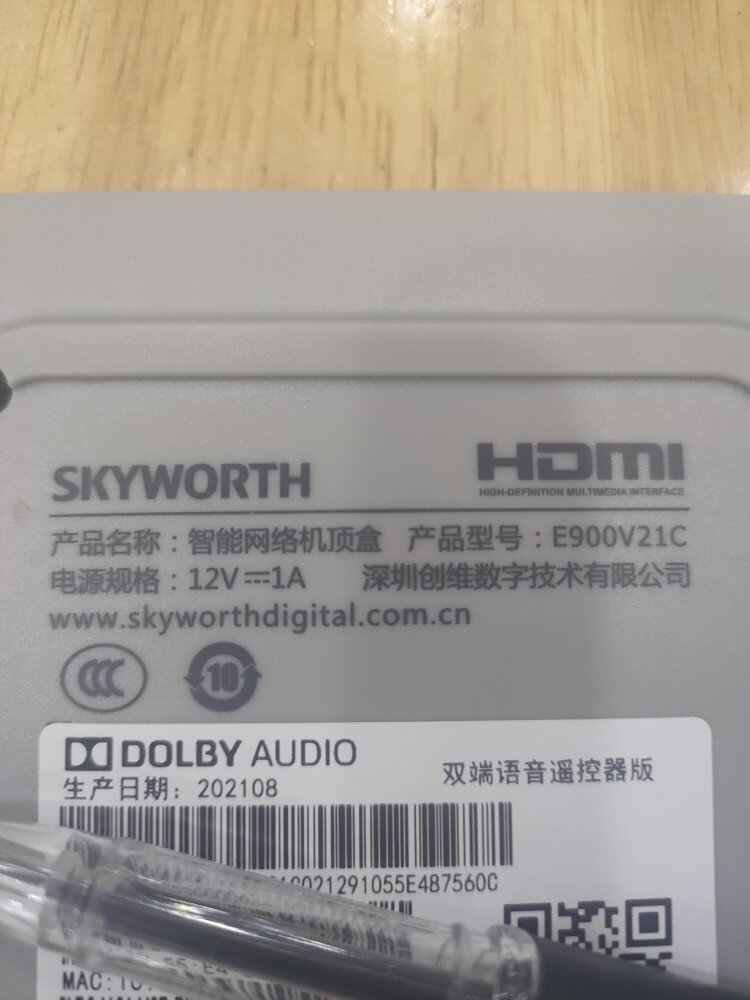 SKYWORTH
HDMI
HIGH-DEFINITION MULTIMEDIA INTERFACE
产品名称：智能网络机顶盒 产品型号：E900V21C
电源规格：12V⎓1A 深圳创维数字技术有限公司
www.skyworthdigital.com.cn
CCC
10
DOLBY AUDIO
双端语音遥控器版
生产日期：202108
021291055E487560C
MAC: